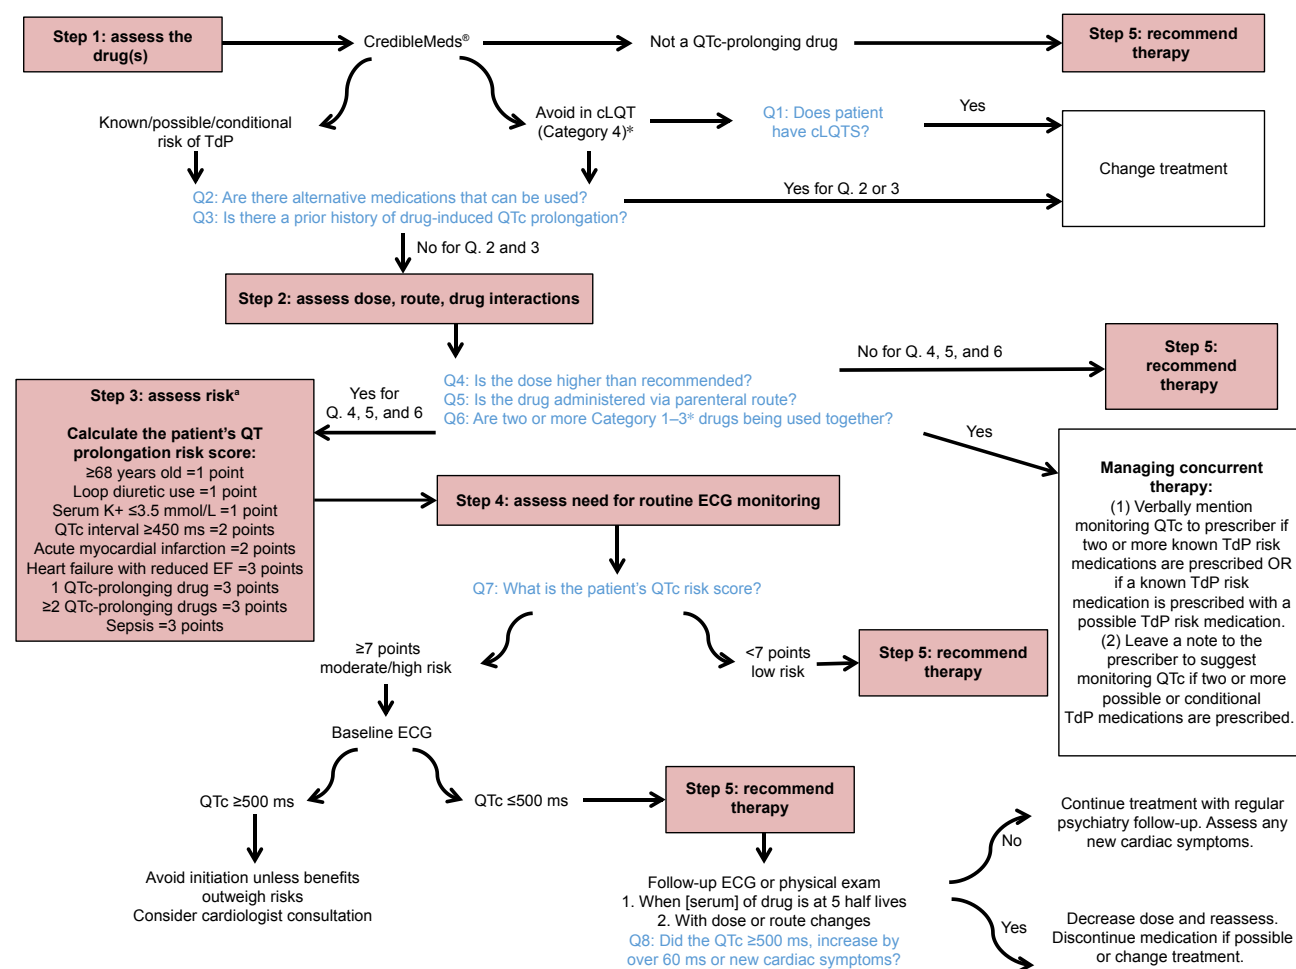 Step 1: assess the
drug(s)
CredibleMeds®
Not a QTc-prolonging drug
Step 5: recommend
therapy
Known/possible/conditional
risk of TdP
Avoid in cLQT
(Category 4)*
Q1: Does patient
have cLQTS?
Yes
Change treatment
Q2: Are there alternative medications that can be used?
Q3: Is there a prior history of drug-induced QTc prolongation?
Yes for Q. 2 or 3
No for Q. 2 and 3
Step 2: assess dose, route, drug interactions
Q4: Is the dose higher than recommended?
Q5: Is the drug administered via parenteral route?
Q6: Are two or more Category 1–3* drugs being used together?
No for Q. 4, 5, and 6
Step 5:
recommend
therapy
Yes for
Q. 4, 5, and 6
Yes
Step 3: assess riskª
Calculate the patient's QT
prolongation risk score:
≥68 years old =1 point
Loop diuretic use =1 point
Serum K+ ≤3.5 mmol/L =1 point
QTc interval ≥450 ms =2 points
Acute myocardial infarction =2 points
Heart failure with reduced EF =3 points
1 QTc-prolonging drug =3 points
≥2 QTc-prolonging drugs =3 points
Sepsis =3 points
Managing concurrent
therapy:
(1) Verbally mention
monitoring QTc to prescriber if
two or more known TdP risk
medications are prescribed OR
if a known TdP risk
medication is prescribed with a
possible TdP risk medication.
(2) Leave a note to the
prescriber to suggest
monitoring QTc if two or more
possible or conditional
TdP medications are prescribed.
Step 4: assess need for routine ECG monitoring
Q7: What is the patient's QTc risk score?
≥7 points
moderate/high risk
<7 points
low risk
Step 5: recommend
therapy
Baseline ECG
QTc ≥500 ms
QTc ≤500 ms
Step 5: recommend
therapy
Avoid initiation unless benefits
outweigh risks
Consider cardiologist consultation
Follow-up ECG or physical exam
1. When [serum] of drug is at 5 half lives
2. With dose or route changes
Q8: Did the QTc ≥500 ms, increase by
over 60 ms or new cardiac symptoms?
No
Continue treatment with regular
psychiatry follow-up. Assess any
new cardiac symptoms.
Yes
Decrease dose and reassess.
Discontinue medication if possible
or change treatment.